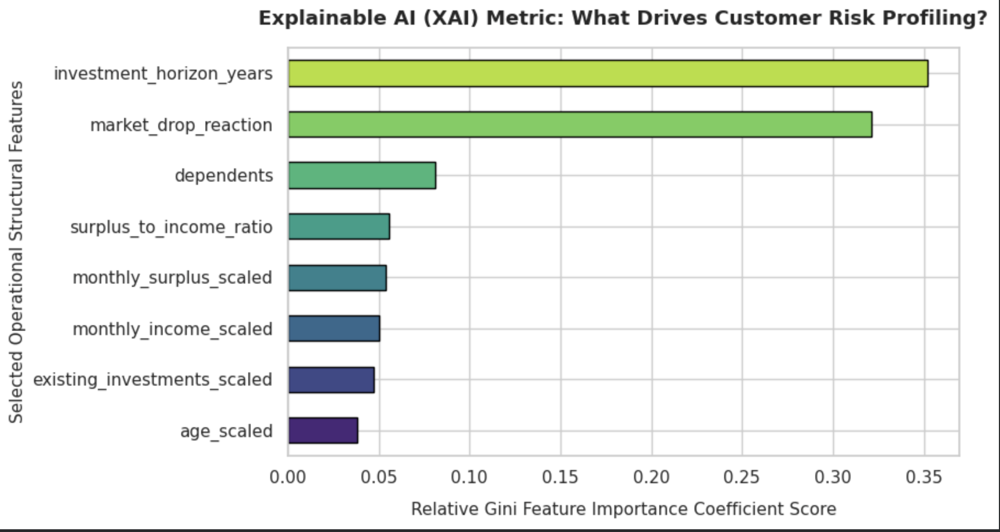 Explainable AI (XAI) Metric: What Drives Customer Risk Profiling?
Selected Operational Structural Features
investment_horizon_years
market_drop_reaction
dependents
surplus_to_income_ratio
monthly_surplus_scaled
monthly_income_scaled
existing_investments_scaled
age_scaled
0.00 0.05 0.10 0.15 0.20 0.25 0.30 0.35
Relative Gini Feature Importance Coefficient Score